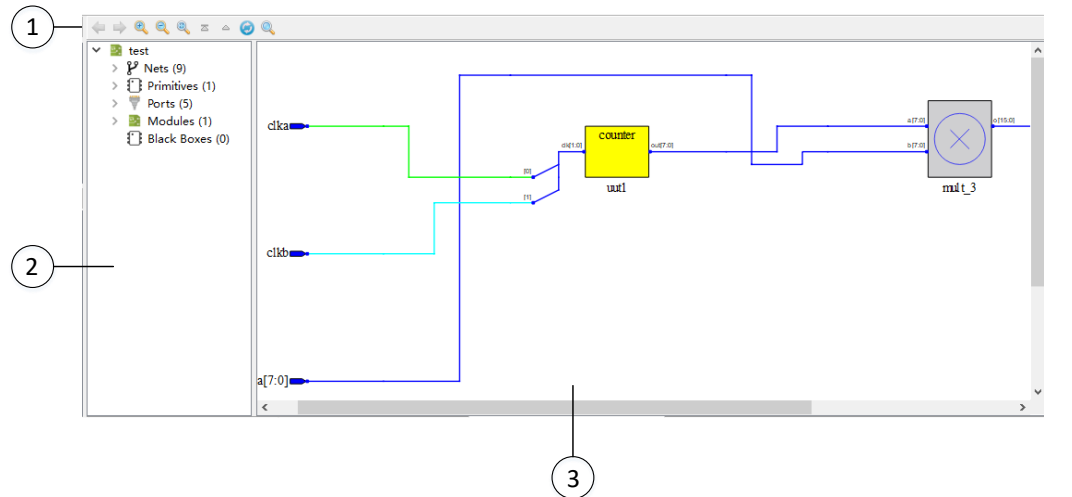 1
test
Nets (9)
Primitives (1)
Ports (5)
Modules (1)
Black Boxes (0)
2
clka
clkb
a[7:0]
[0]
[1]
counter
clk[1:0]
out[7:0]
uut1
a[7:0]
b[7:0]
o[15:0]
mult_3
3